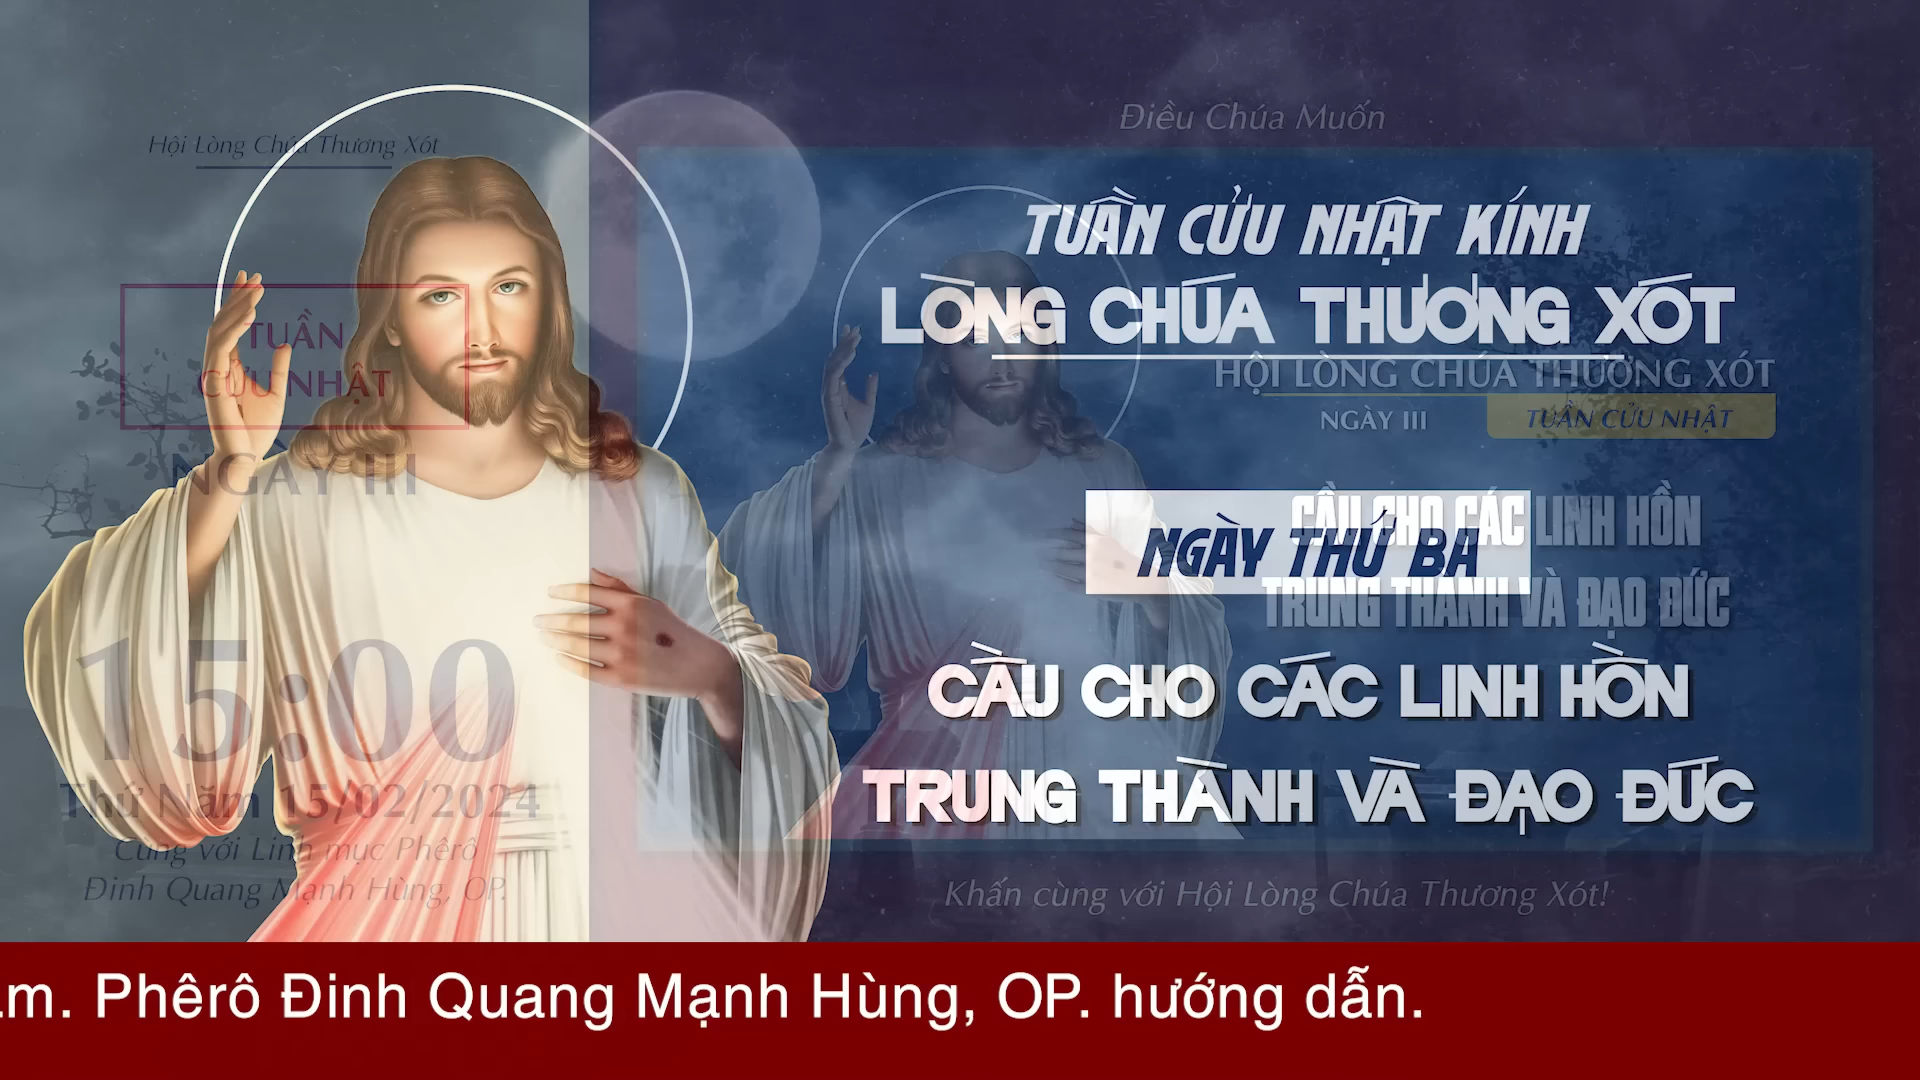 Hội Lòng Chúa Thương Xót
TUẦN
CỬU NHẬT
NGÀY III
15:00
Thứ Năm 15/02/2024
Cùng với Linh mục Phêrô
Đinh Quang Mạnh Hùng, OP.
Điều Chúa Muốn
TUẦN CỬU NHẬT KÍNH
LÒNG CHÚA THƯƠNG XÓT
HỘI LÒNG CHÚA THƯƠNG XÓT
NGÀY III TUẦN CỬU NHẬT
CẦU CHO CÁC LINH HỒN
NGÀY THỨ BA
TRUNG THÀNH VÀ ĐẠO ĐỨC
CẦU CHO CÁC LINH HỒN
TRUNG THÀNH VÀ ĐẠO ĐỨC
Khấn cùng với Hội Lòng Chúa Thương Xót!
. Phêrô Đinh Quang Mạnh Hùng, OP. hướng dẫn.